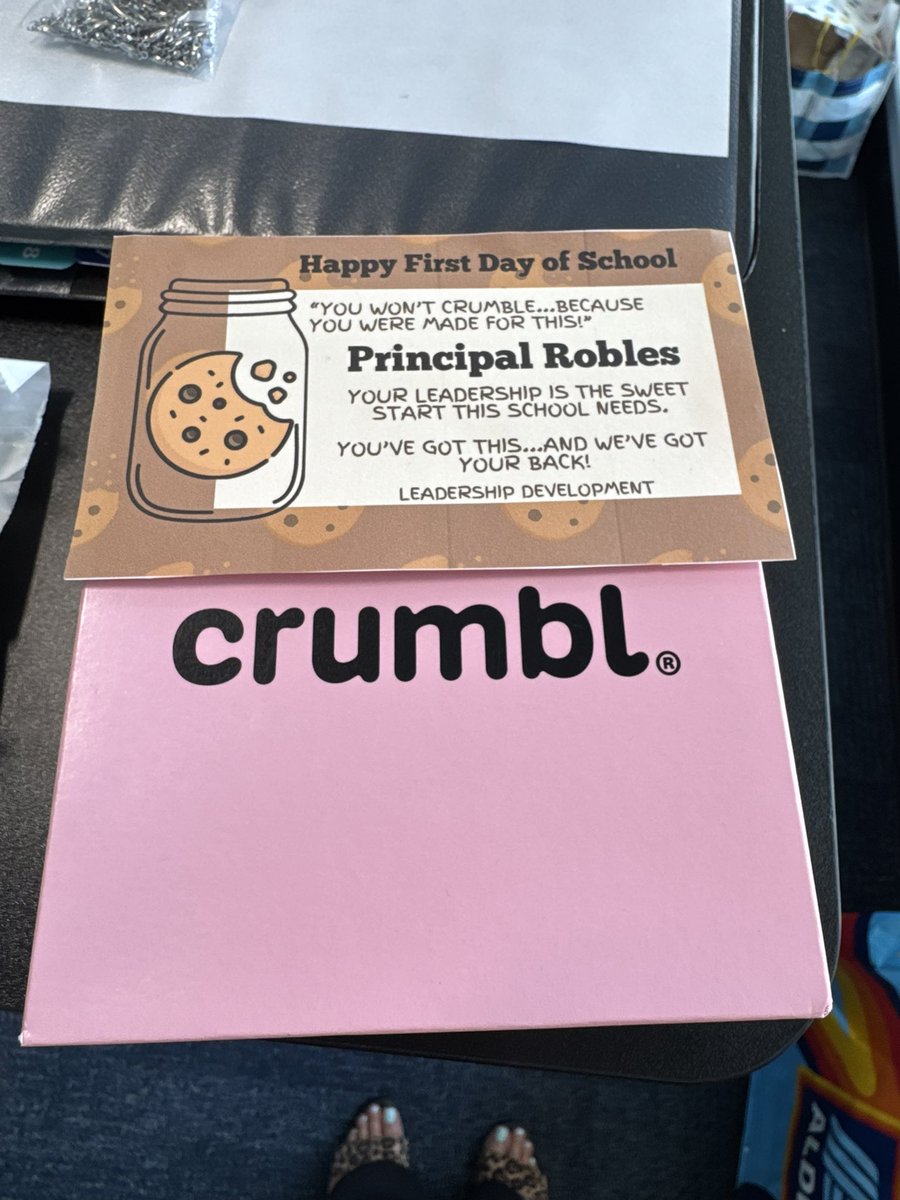 Happy First Day of School
"YOU WON'T CRUMBLE...BECAUSE
YOU WERE MADE FOR THIS!"
Principal Robles
YOUR LEADERSHIP IS THE SWEET
START THIS SCHOOL NEEDS.
YOU'VE GOT THIS...AND WE'VE GOT
YOUR BACK!
LEADERSHIP DEVELOPMENT
crumbl®
8
ALD